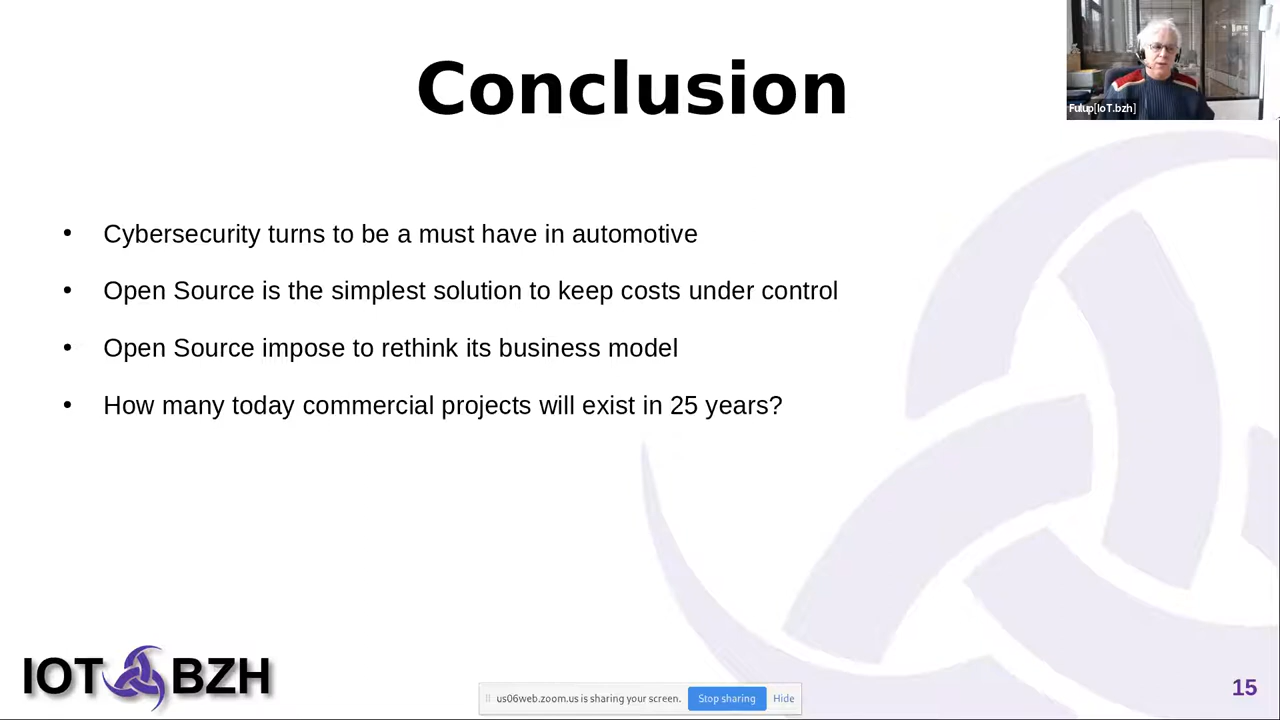 Conclusion
Fulup[IoT.bzh]
• Cybersecurity turns to be a must have in automotive
• Open Source is the simplest solution to keep costs under control
• Open Source impose to rethink its business model
• How many today commercial projects will exist in 25 years?
IOT BZH
us06web.zoom.us is sharing your screen. Stop sharing Hide
15